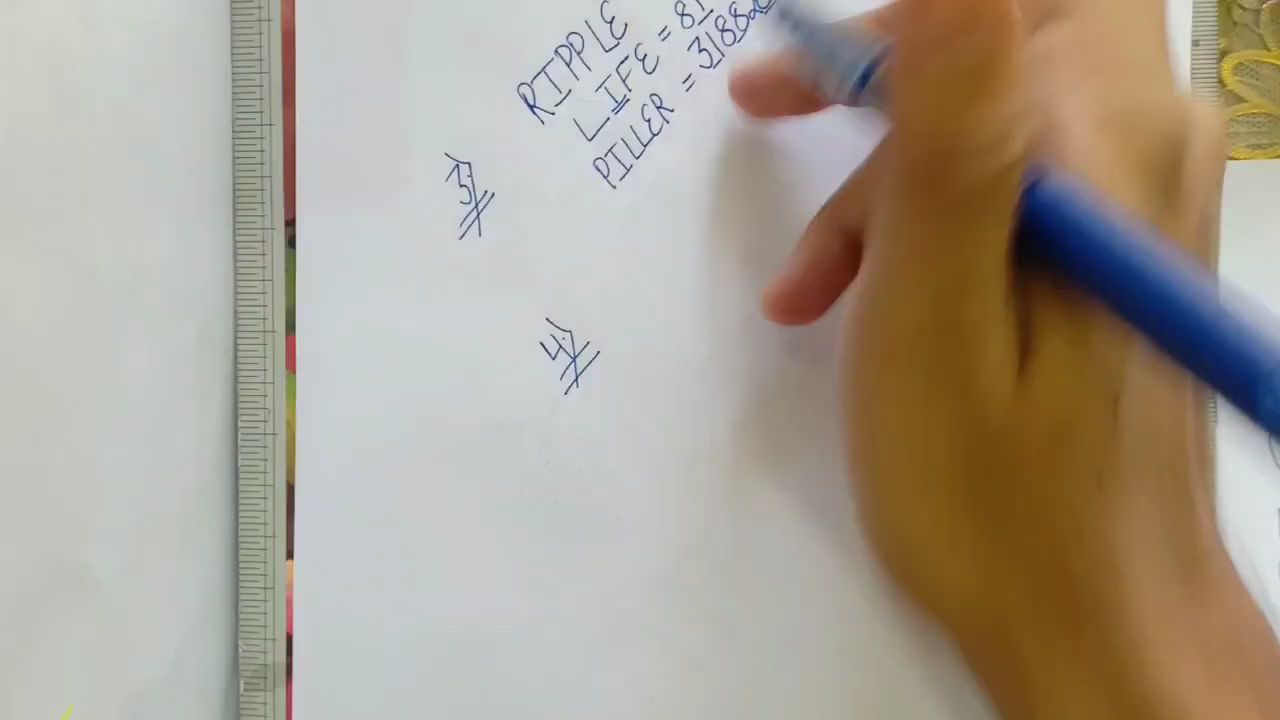 RIPPLE
LIFE = 81
PILLER = 3188
3)
4)